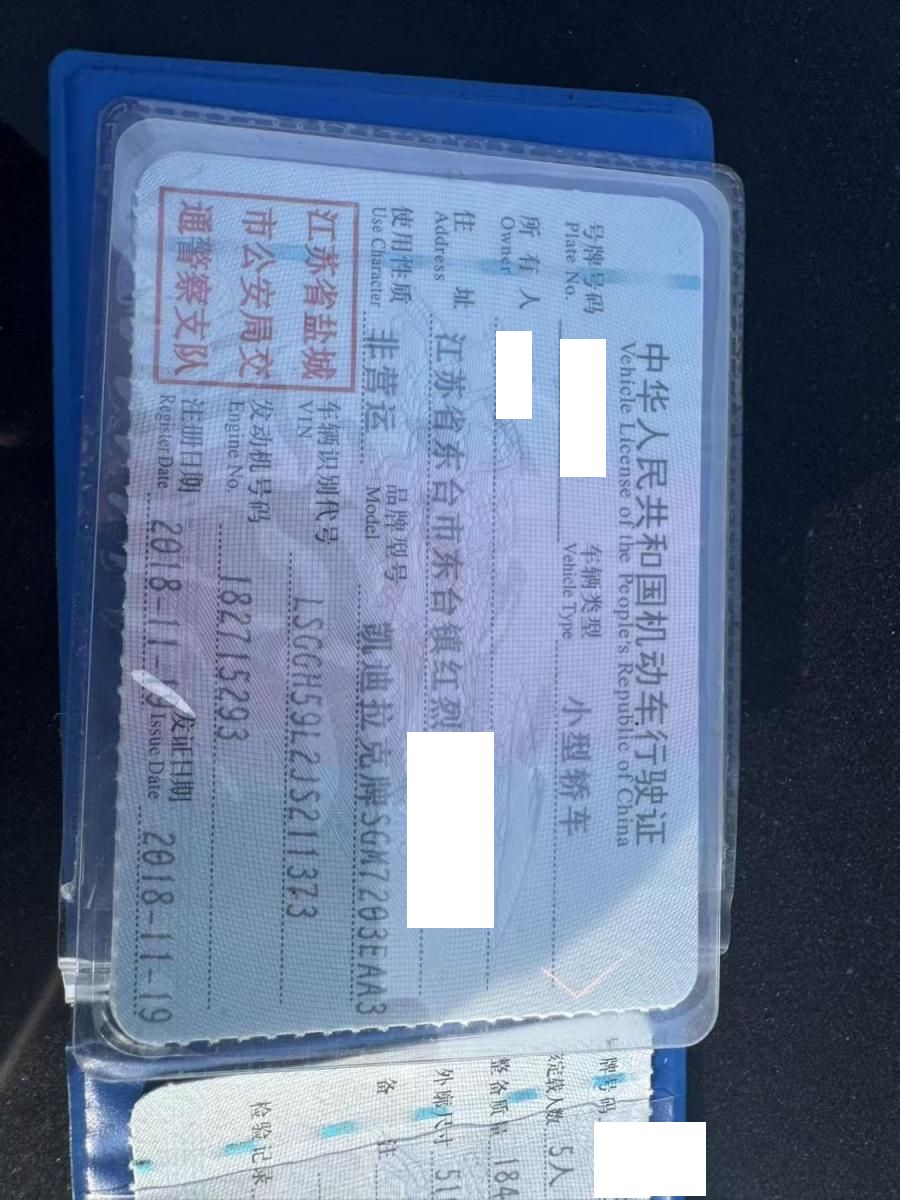 中华人民共和国机动车行驶证
Vehicle License of the People's Republic of China
号牌号码 车辆类型 小型轿车
Plate No. Vehicle Type
所有人
Owner
住址 江苏省东台市东台镇红烈
Address
使用性质 非营运 品牌型号 凯迪拉克牌SGM7203EAA3
Use Character Model
江苏省盐城
市公安局交
通警察支队
车辆识别代号 LSGGH59L2JS211373
VIN
发动机号码 182715293
Engine No.
注册日期 2018-11-19 发证日期 2018-11-19
Register Date Issue Date
号牌号码
核定载人数 5人
整备质量 184
外廓尺寸 51
备注
检验记录